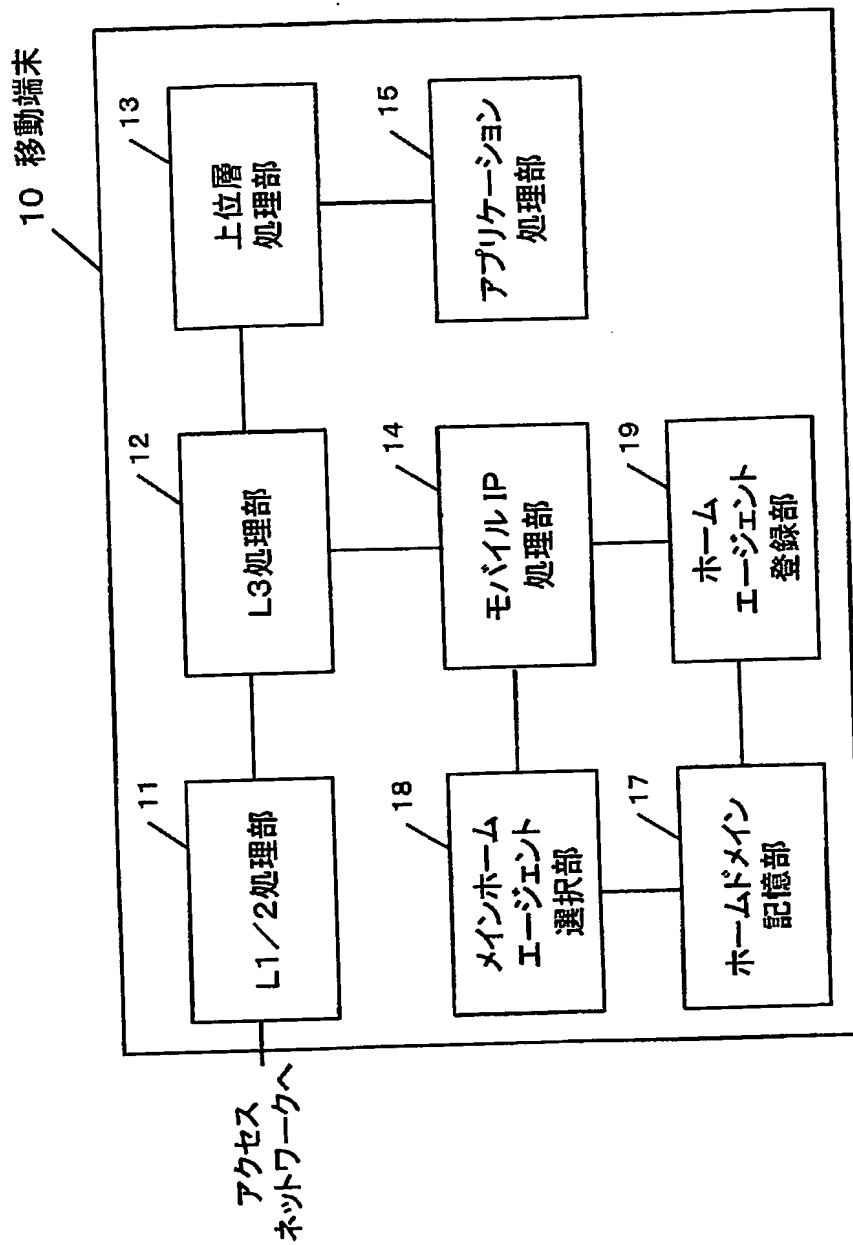 10 移動端末
アクセス
ネットワークへ
11
L1／2処理部
12
L3処理部
13
上位層
処理部
18
メインホーム
エージェント
選択部
14
モバイルIP
処理部
15
アプリケーション
処理部
17
ホームドメイン
記憶部
19
ホーム
エージェント
登録部